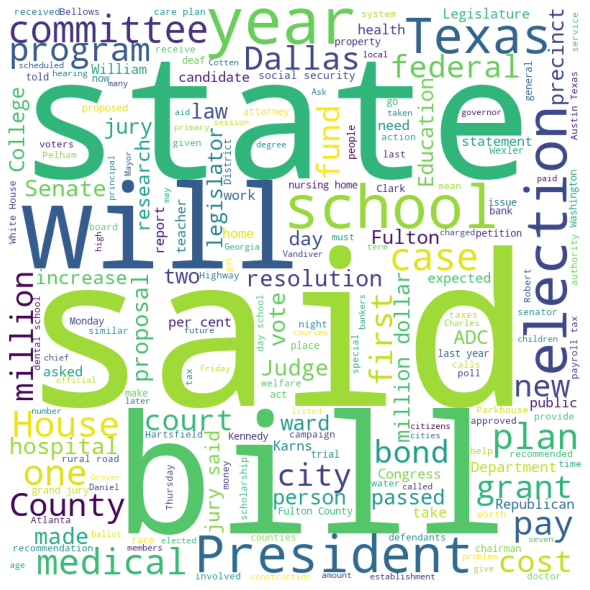 received Bellows
care plan
system
Legislature
service
committee
year
Texas
program
scheduled
hearing
told
now
many
William
receive
deaf
Cotten
property
local
health
Dallas
candidate
social security
Ask
federal
precinct
state
College
voters
Pelham
proposed
jury
law
aid
attorney
primary
session
given
degree
fund
need
go
taken
action
governor
people
last
statement
Wexler
general
Austin Texas
Education
Senate
White House
principal
Mayor
may
researchy
legislator
work
District
nursing home
Clark
mean
issue
bank
paid
Washington
authority
will
school
election
board
high
report
teacher
home
Georgia
must
Vandiver
charged
petition
increase
two
Highway
got
day
term
Fulton
case
resolution
expected
Robert
senator
million
dental school
proposal
said
first
Monday
similar
per cent
future
courses
night
place
day school
vote
million dollar
special
bankers
taxes
Charles
ADC
last year
calls
poll
new
children
payroll tax
public
chief
asked
official
make
later
tax
Friday
welfare
act
Judge
House
number
court
listed
ward
Parkhouse
approved
provide
hospital
Hartsfield
Kennedy
campaign
bond
citizens
cities
plan
one
rural road
Thursday
jury said
money
scholarship
trial
Karns
city
water
called
Congress
help
Department
recommended
time
County
grand jury
Grover
Daniel
bill
person
passed
grant
Atlanta
ballot
race
elected
Fulton County
take
Republican
worth
pay
made
recommendation
members
counties
defendants
chairman
problem
seven
medical
President
cost
age
involved
construction
amount
establishment
give
doctor